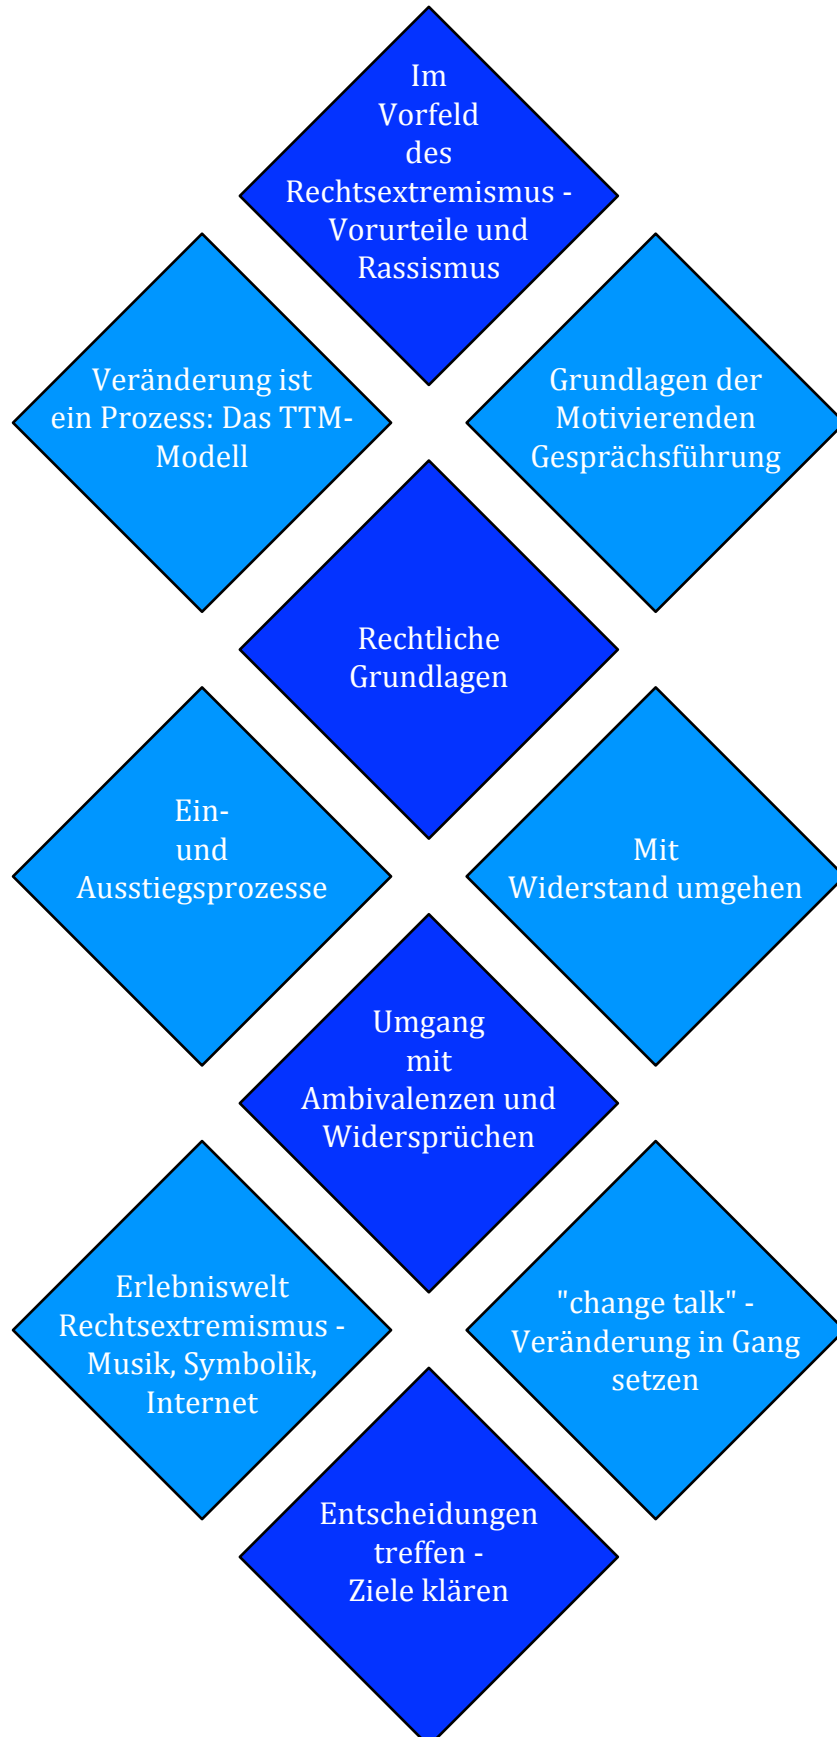 Im
Vorfeld
des
Rechtsextremismus -
Vorurteile und
Rassismus
Veränderung ist
ein Prozess: Das TTM-
Modell
Grundlagen der
Motivierenden
Gesprächsführung
Rechtliche
Grundlagen
Ein-
und
Ausstiegsprozesse
Mit
Widerstand umgehen
Umgang
mit
Ambivalenzen und
Widersprüchen
Erlebniswelt
Rechtsextremismus -
Musik, Symbolik,
Internet
"change talk" -
Veränderung in Gang
setzen
Entscheidungen
treffen -
Ziele klären